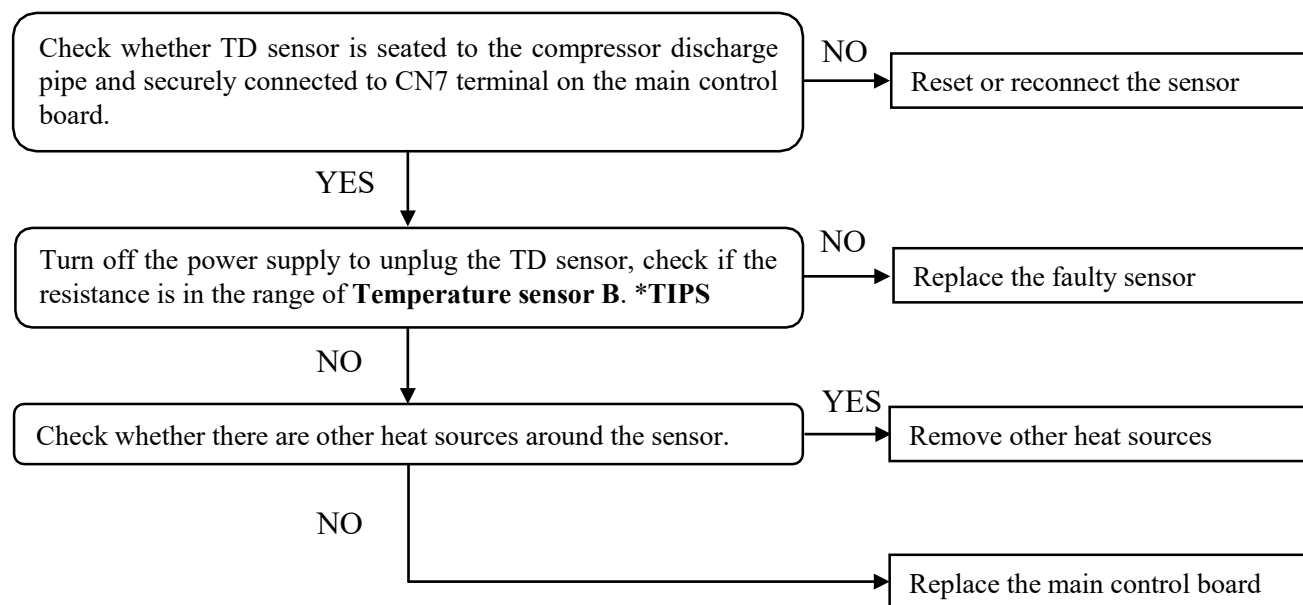 Check whether TD sensor is seated to the compressor discharge
pipe and securely connected to CN7 terminal on the main control
board.
NO
Reset or reconnect the sensor
YES
Turn off the power supply to unplug the TD sensor, check if the
resistance is in the range of Temperature sensor B. *TIPS
NO
Replace the faulty sensor
NO
Check whether there are other heat sources around the sensor.
YES
Remove other heat sources
NO
Replace the main control board